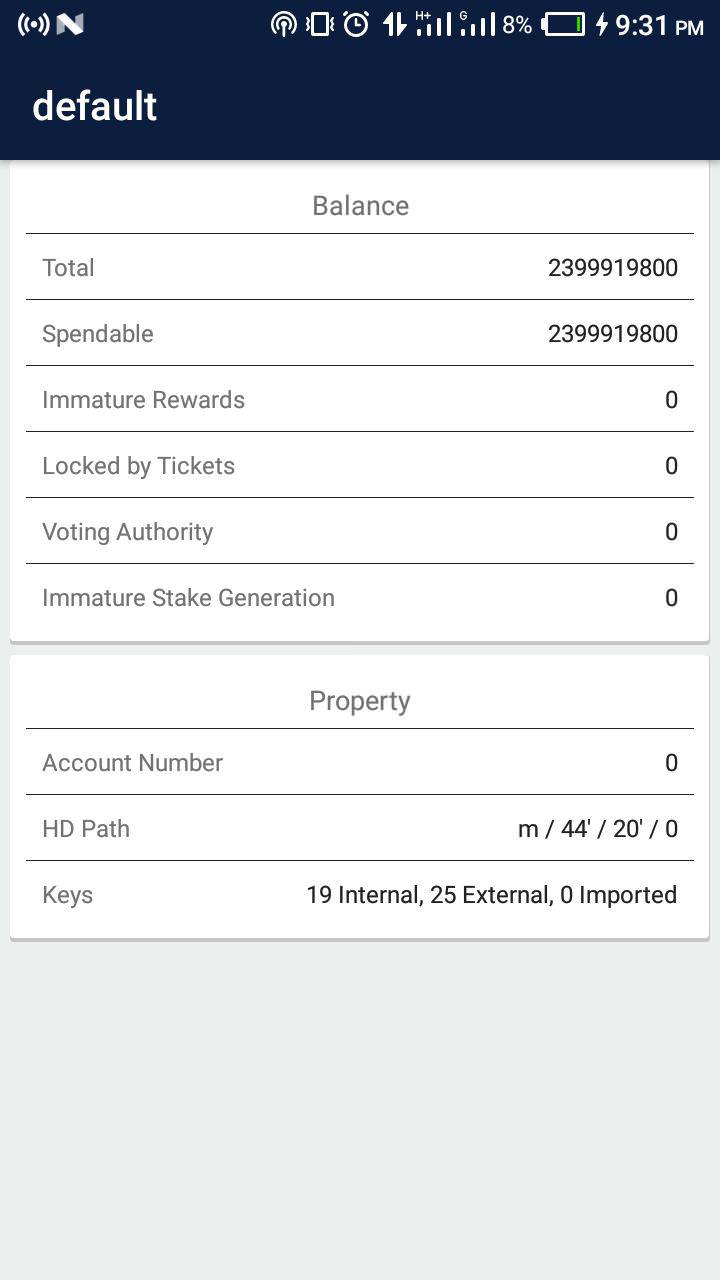 H+ G 8% 9:31 PM
default
Balance
Total 2399919800
Spendable 2399919800
Immature Rewards 0
Locked by Tickets 0
Voting Authority 0
Immature Stake Generation 0
Property
Account Number 0
HD Path m / 44' / 20' / 0
Keys 19 Internal, 25 External, 0 Imported